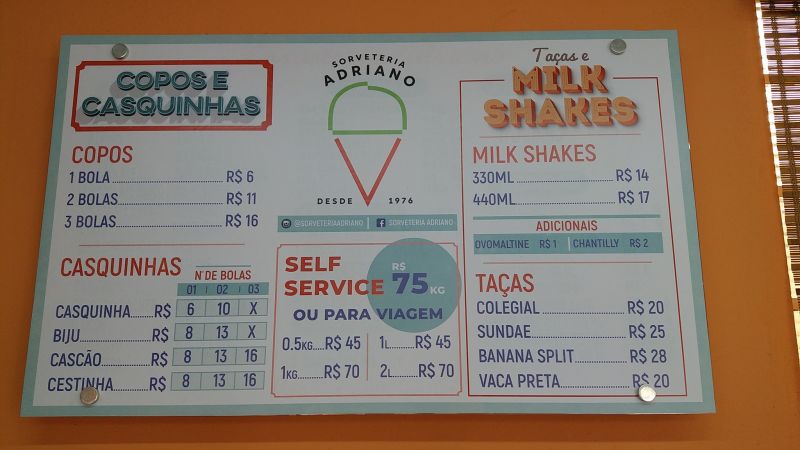 COPOS E
CASQUINHAS
COPOS
1 BOLA R$ 6
2 BOLAS R$ 11
3 BOLAS R$ 16
CASQUINHAS
N° DE BOLAS
01 02 03
CASQUINHA R$ 6 10 X
BIJU R$ 8 13 X
CASCÃO R$ 8 13 16
CESTINHA R$ 8 13 16
SORVETERIA
ADRIANO
DESDE 1976
@SORVETERIAADRIANO SORVETERIA ADRIANO
SELF
SERVICE
R$
75 KG
OU PARA VIAGEM
0.5KG R$ 45 1L R$ 45
1KG R$ 70 2L R$ 70
Taças e
MILK
SHAKES
MILK SHAKES
330ML R$ 14
440ML R$ 17
ADICIONAIS
OVOMALTINE R$ 1 CHANTILLY R$ 2
TAÇAS
COLEGIAL R$ 20
SUNDAE R$ 25
BANANA SPLIT R$ 28
VACA PRETA R$ 20